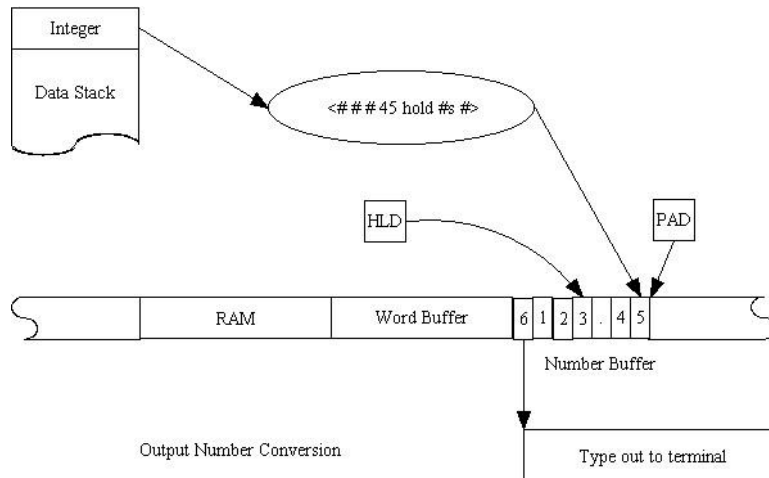 Integer
Data Stack
<# # # 45 hold #s #>
HLD
PAD
RAM
Word Buffer
6 1 2 3 . 4 5
Number Buffer
Output Number Conversion
Type out to terminal